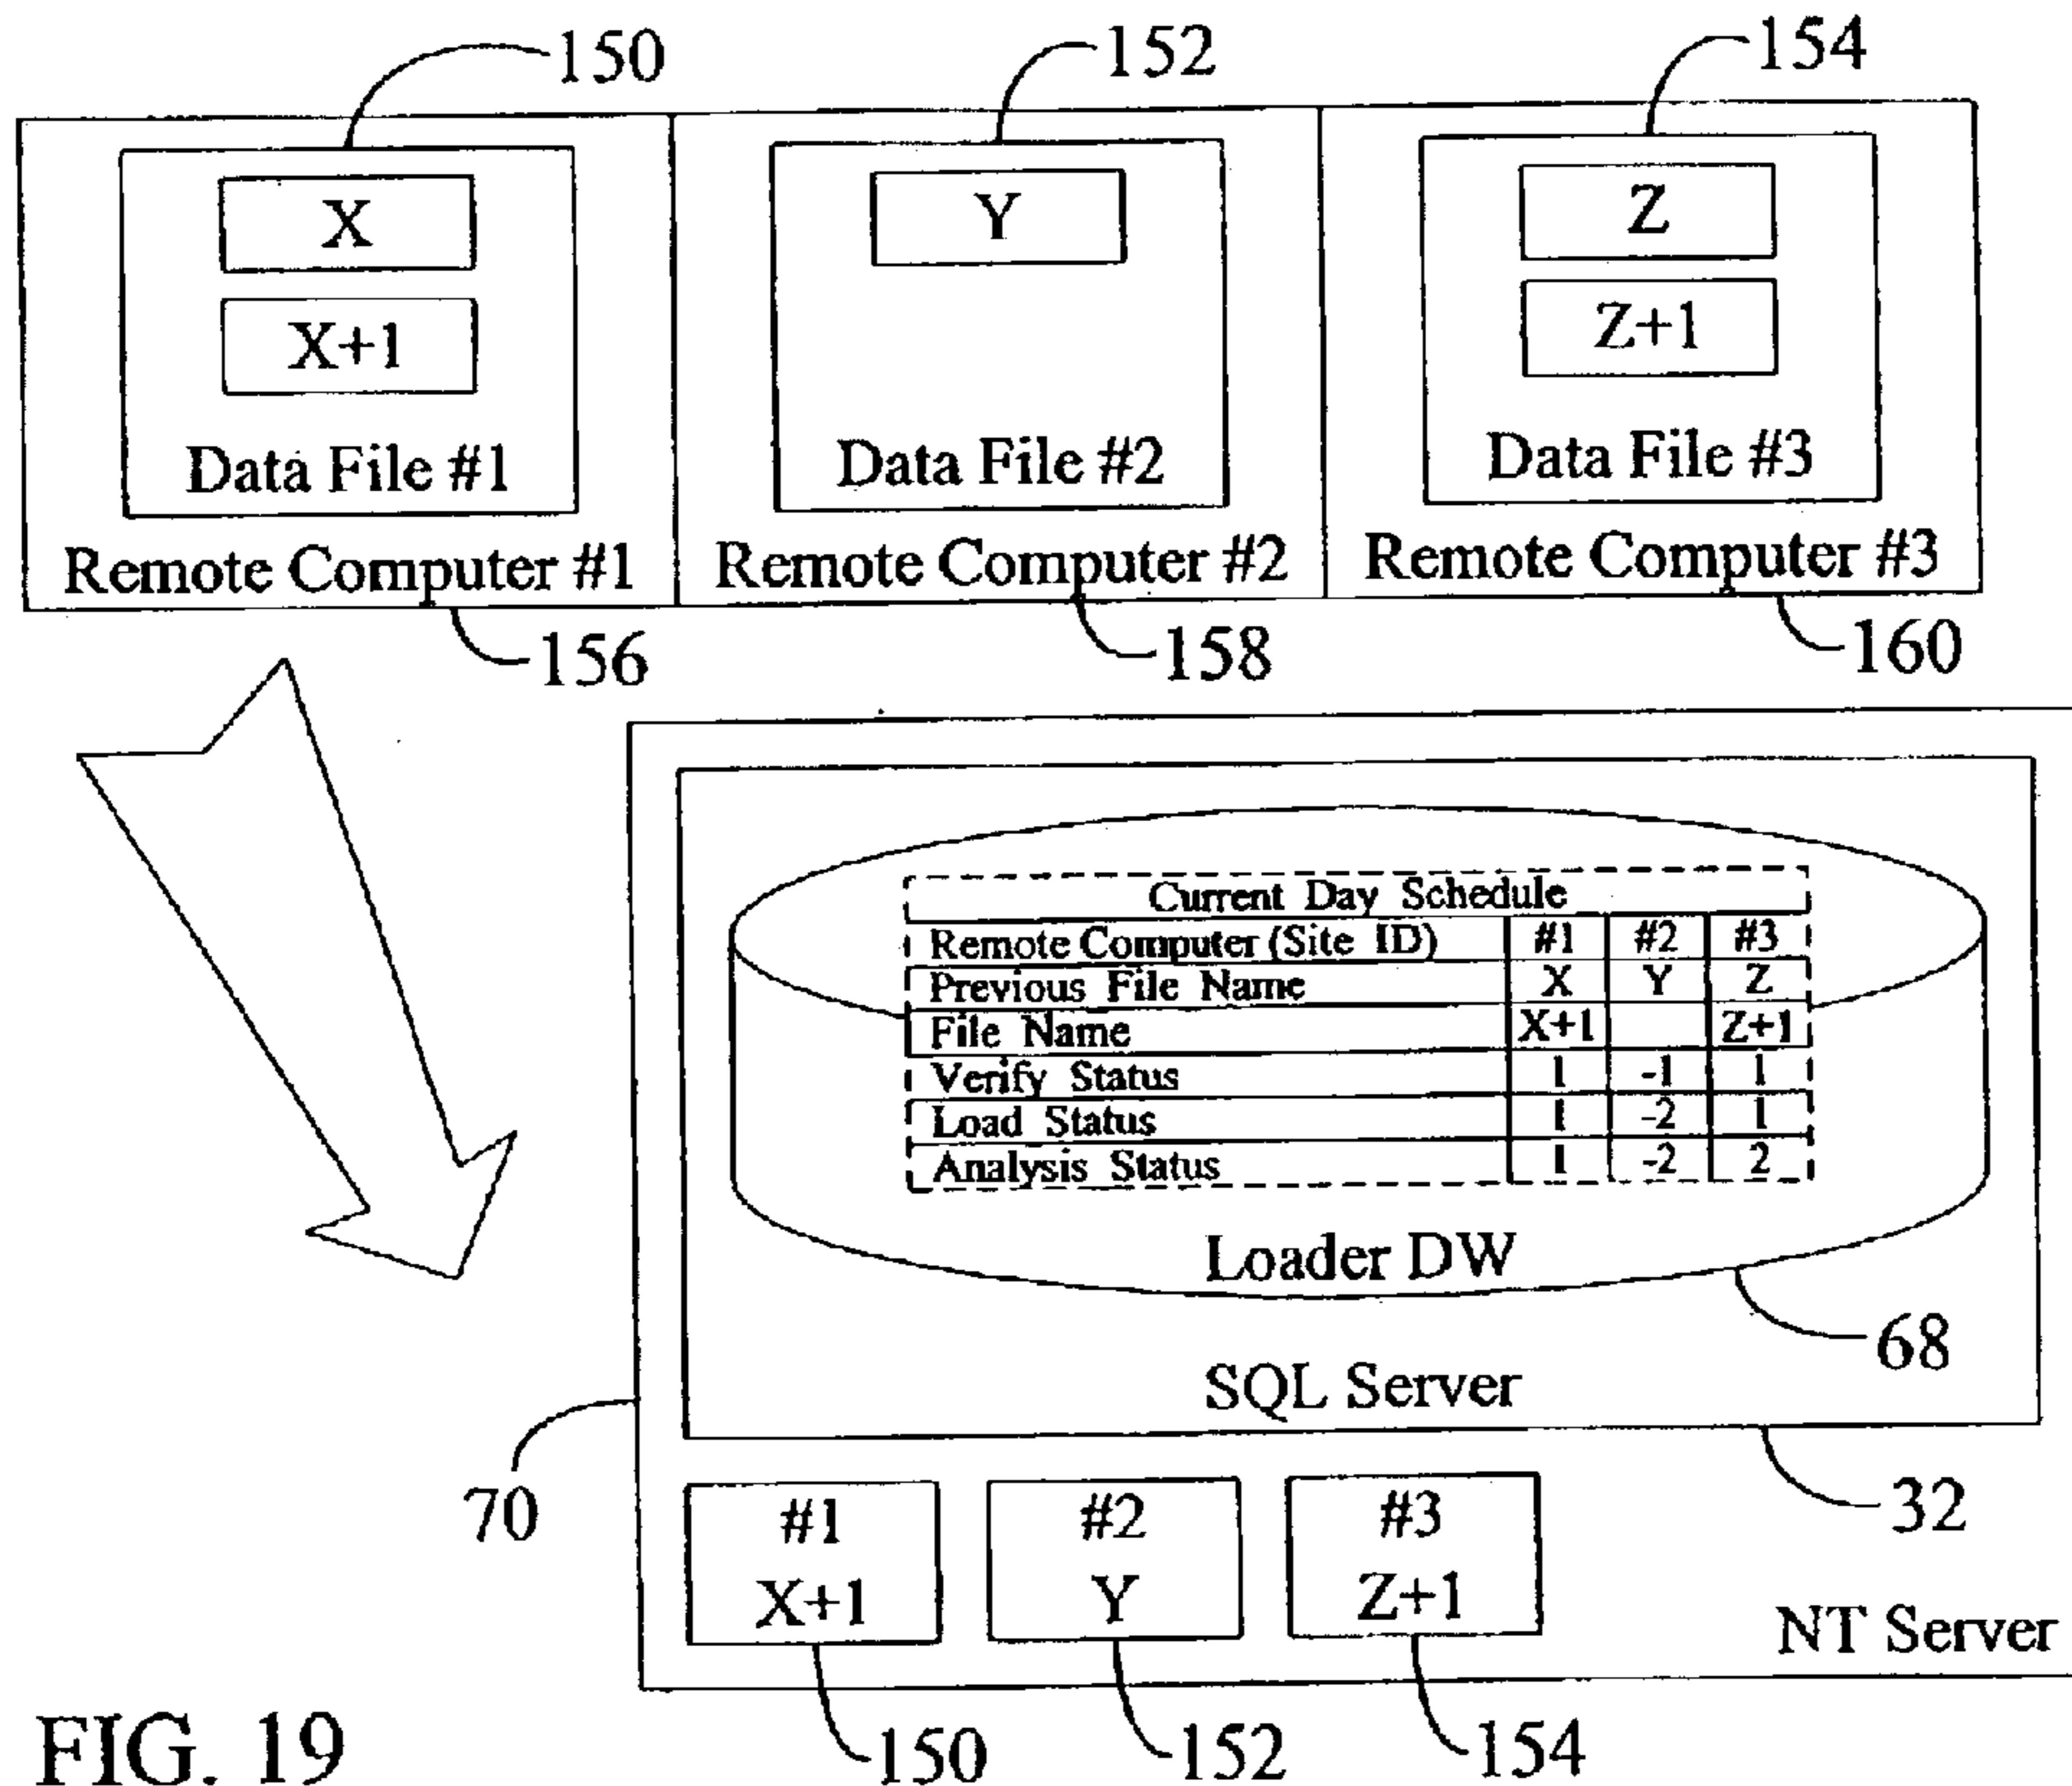 150 152 154
X Y Z
X+1 Z+1
Data File #1 Data File #2 Data File #3
Remote Computer #1 Remote Computer #2 Remote Computer #3
156 158 160
Current Day Schedule
Remote Computer (Site ID) #1 #2 #3
Previous File Name X Y Z
File Name X+1 Z+1
Verify Status 1 -1 1
Load Status 1 -2 1
Analysis Status 1 -2 2
Loader DW
68
SQL Server
70 32
#1 #2 #3
X+1 Y Z+1
NT Server
150 152 154
FIG. 19